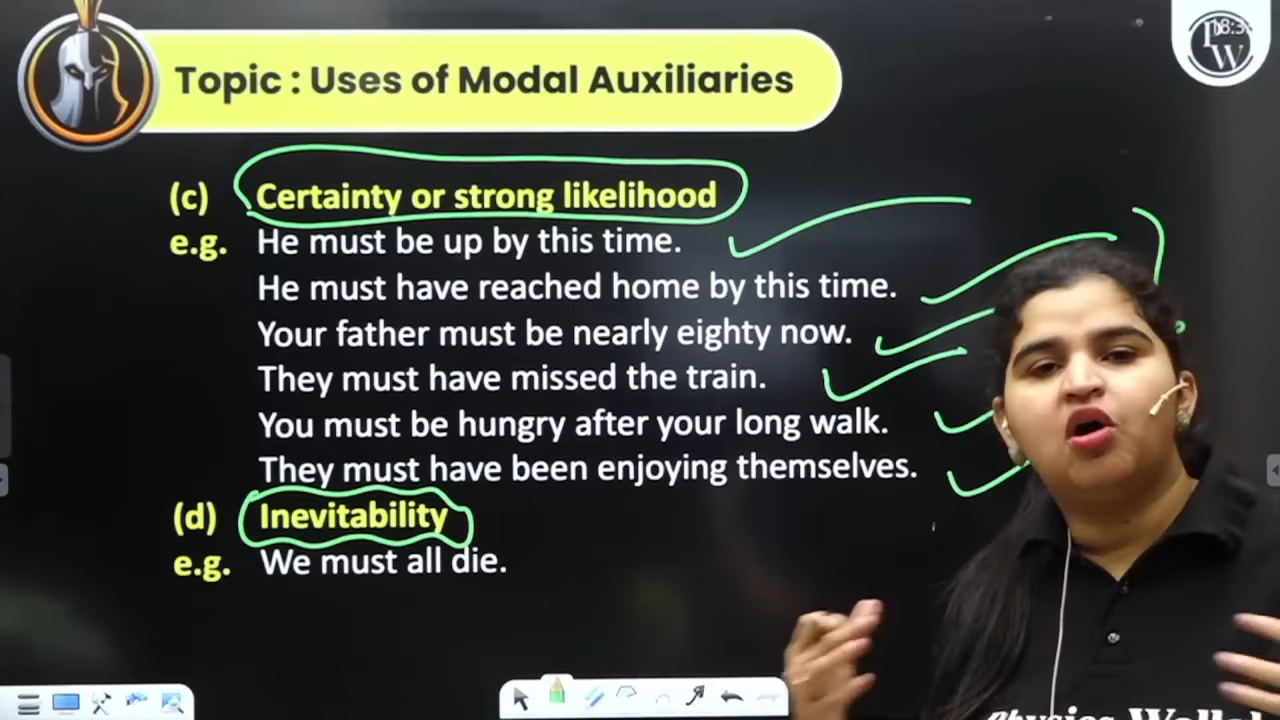 Topic : Uses of Modal Auxiliaries
(c) Certainty or strong likelihood
e.g. He must be up by this time.
He must have reached home by this time.
Your father must be nearly eighty now.
They must have missed the train.
You must be hungry after your long walk.
They must have been enjoying themselves.
(d) Inevitability
e.g. We must all die.